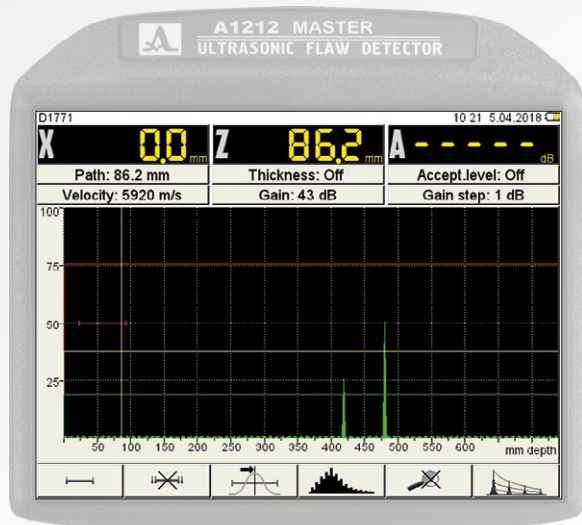 A1212 MASTER
ULTRASONIC FLAW DETECTOR
D1771 10 21 5.04.2018
X 0.0 mm Z 86.2 mm A - - - - - dB
Path: 86.2 mm Thickness: Off Accept.level: Off
Velocity: 5920 m/s Gain: 43 dB Gain step: 1 dB
100
75
50
25
50 100 150 200 250 300 350 400 450 500 550 600 mm depth